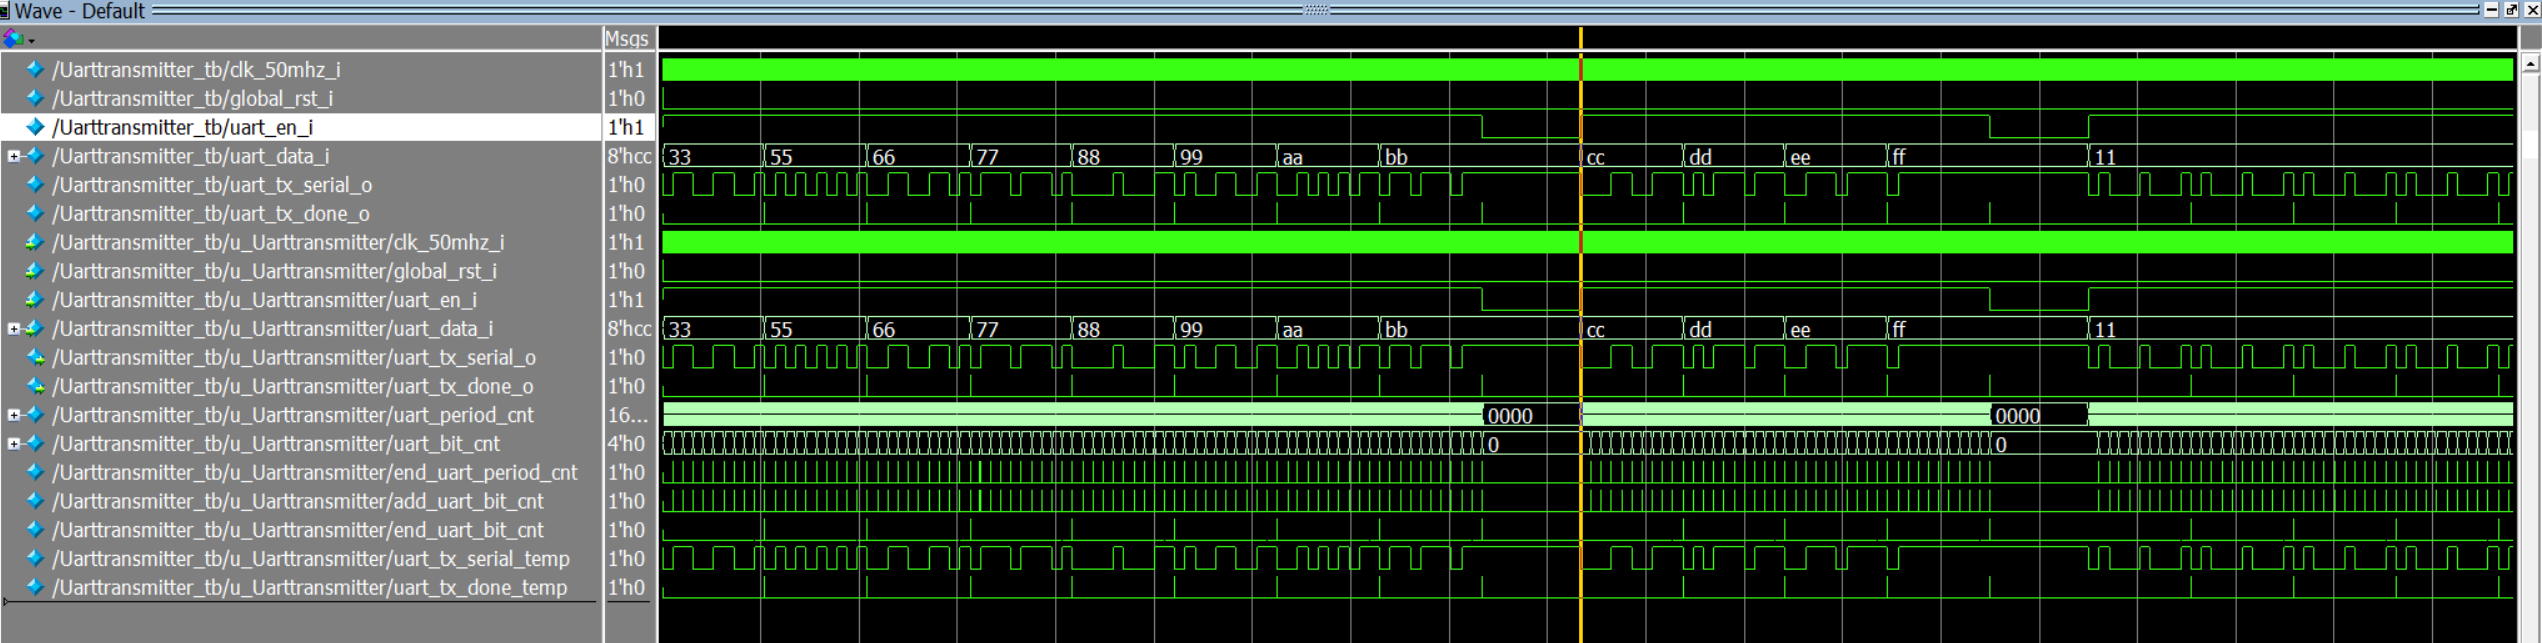 Wave - Default
Msgs
/Uarttransmitter_tb/clk_50mhz_i 1'h1
/Uarttransmitter_tb/global_rst_i 1'h0
/Uarttransmitter_tb/uart_en_i 1'h1
/Uarttransmitter_tb/uart_data_i 8'hcc 33 55 66 77 88 99 aa bb cc dd ee ff 11
/Uarttransmitter_tb/uart_tx_serial_o 1'h0
/Uarttransmitter_tb/uart_tx_done_o 1'h0
/Uarttransmitter_tb/u_Uarttransmitter/clk_50mhz_i 1'h1
/Uarttransmitter_tb/u_Uarttransmitter/global_rst_i 1'h0
/Uarttransmitter_tb/u_Uarttransmitter/uart_en_i 1'h1
/Uarttransmitter_tb/u_Uarttransmitter/uart_data_i 8'hcc 33 55 66 77 88 99 aa bb cc dd ee ff 11
/Uarttransmitter_tb/u_Uarttransmitter/uart_tx_serial_o 1'h0
/Uarttransmitter_tb/u_Uarttransmitter/uart_tx_done_o 1'h0
/Uarttransmitter_tb/u_Uarttransmitter/uart_period_cnt 16... 0000 0000
/Uarttransmitter_tb/u_Uarttransmitter/uart_bit_cnt 4'h0 0 0
/Uarttransmitter_tb/u_Uarttransmitter/end_uart_period_cnt 1'h0
/Uarttransmitter_tb/u_Uarttransmitter/add_uart_bit_cnt 1'h0
/Uarttransmitter_tb/u_Uarttransmitter/end_uart_bit_cnt 1'h0
/Uarttransmitter_tb/u_Uarttransmitter/uart_tx_serial_temp 1'h0
/Uarttransmitter_tb/u_Uarttransmitter/uart_tx_done_temp 1'h0